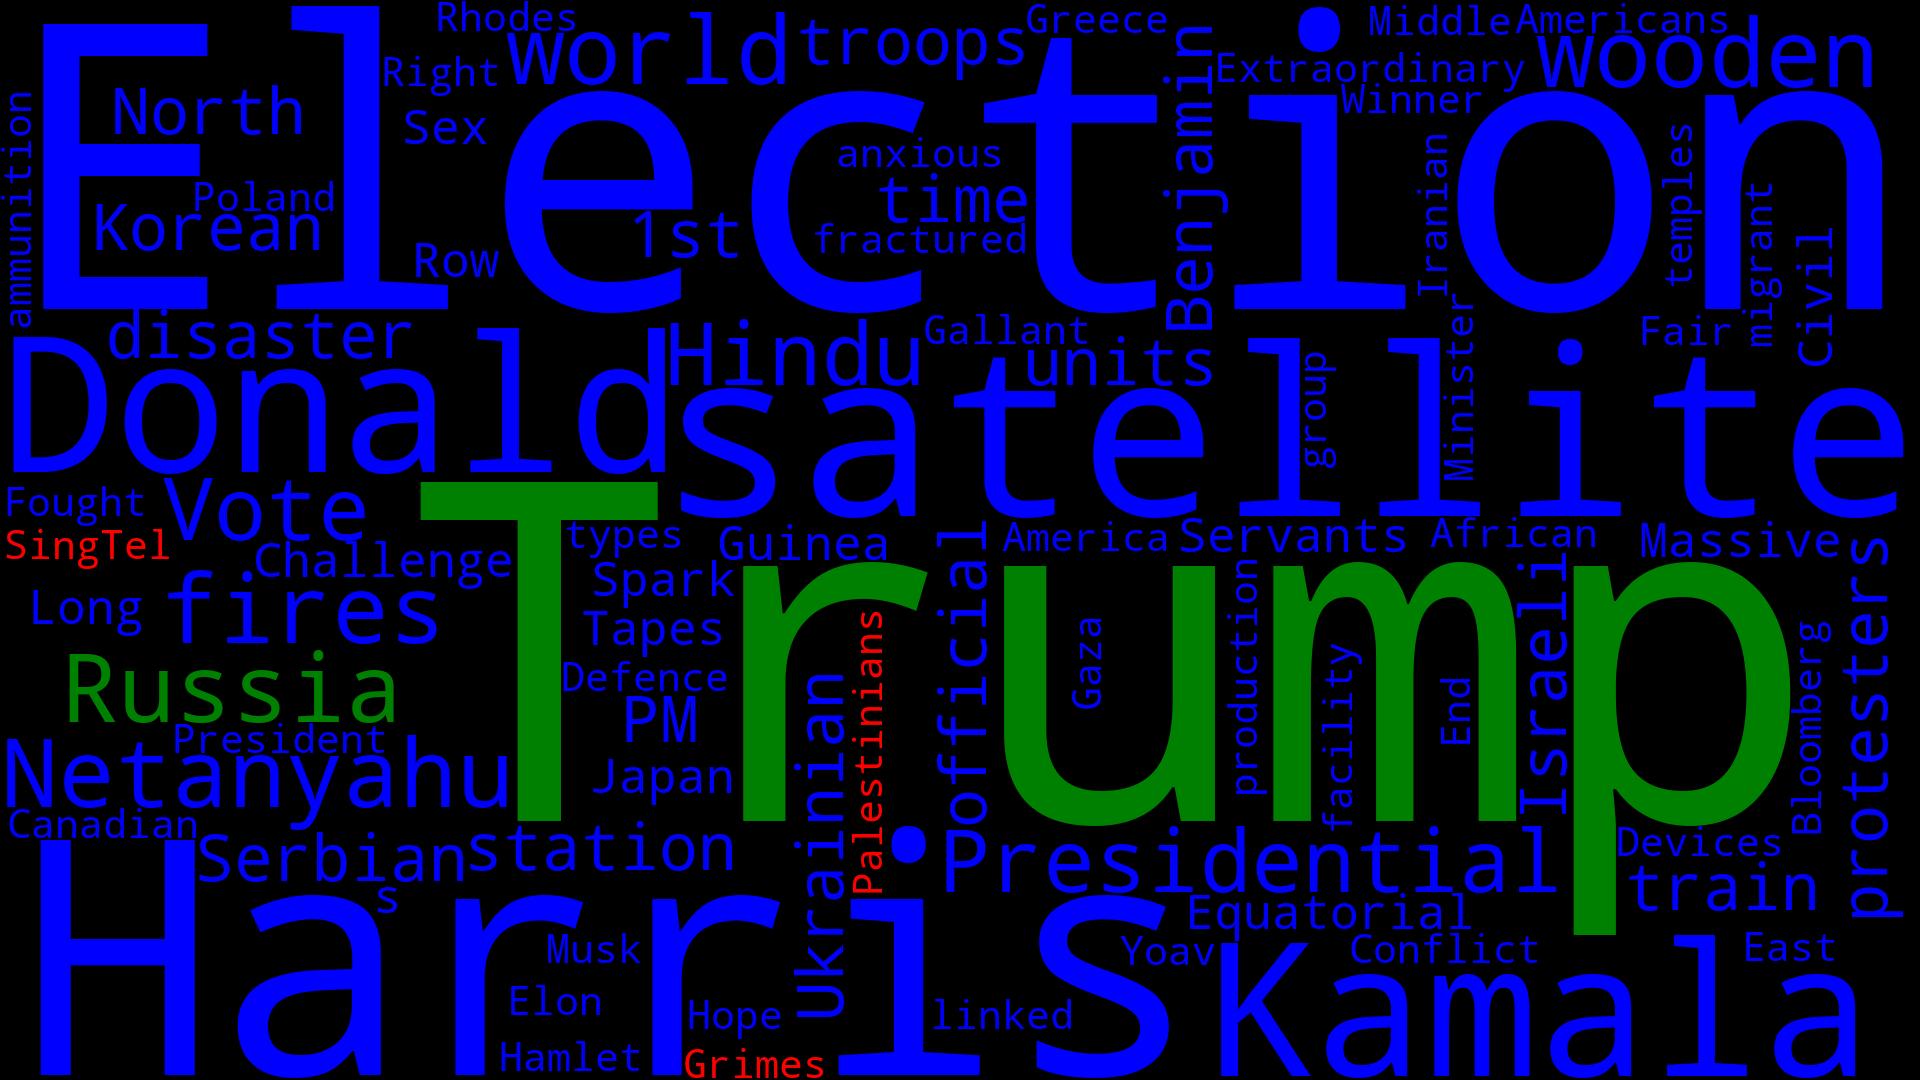 Rhodes
world
troops
Greece
Middle
Americans
wooden
Right
Extraordinary
Winner
Election
North
Sex
ammunition
Benjamin
anxious
time
fractured
1st
Poland
Korean
Row
Iranian
temples
migrant
Civil
disaster
Hindu
Gallant
units
Fair
Minister
group
Donald
satellite
Fought
Vote
SingTel
Challenge
types
Guinea
official
America
Servants
African
Massive
Long
fires
Spark
Tapes
Trump
Russia
Defence
PM
Palestinians
Gaza
production
facility
End
Israeli
Bloomberg
protesters
President
Netanyahu
Japan
Ukrainian
Canadian
Serbian
station
s
Presidential
Devices
train
Equatorial
Harris
Musk
Yoav
Conflict
East
Elon
Hope
linked
Kamala
Hamlet
Grimes